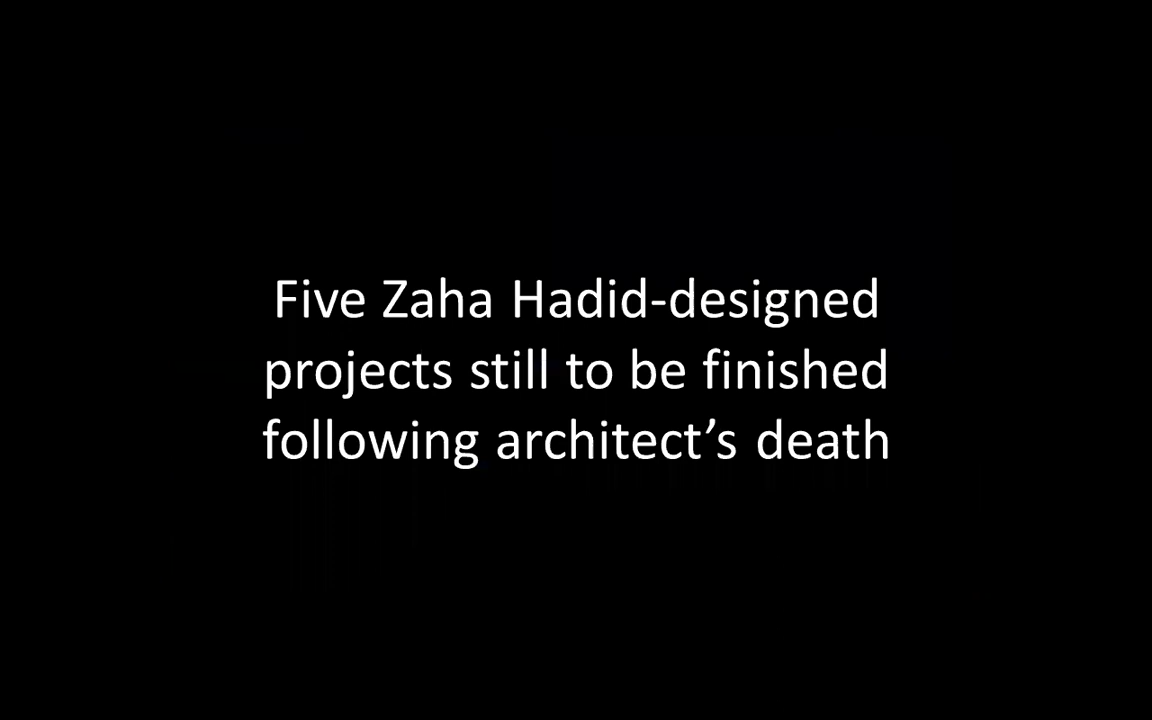 Five Zaha Hadid-designed
projects still to be finished
following architect’s death